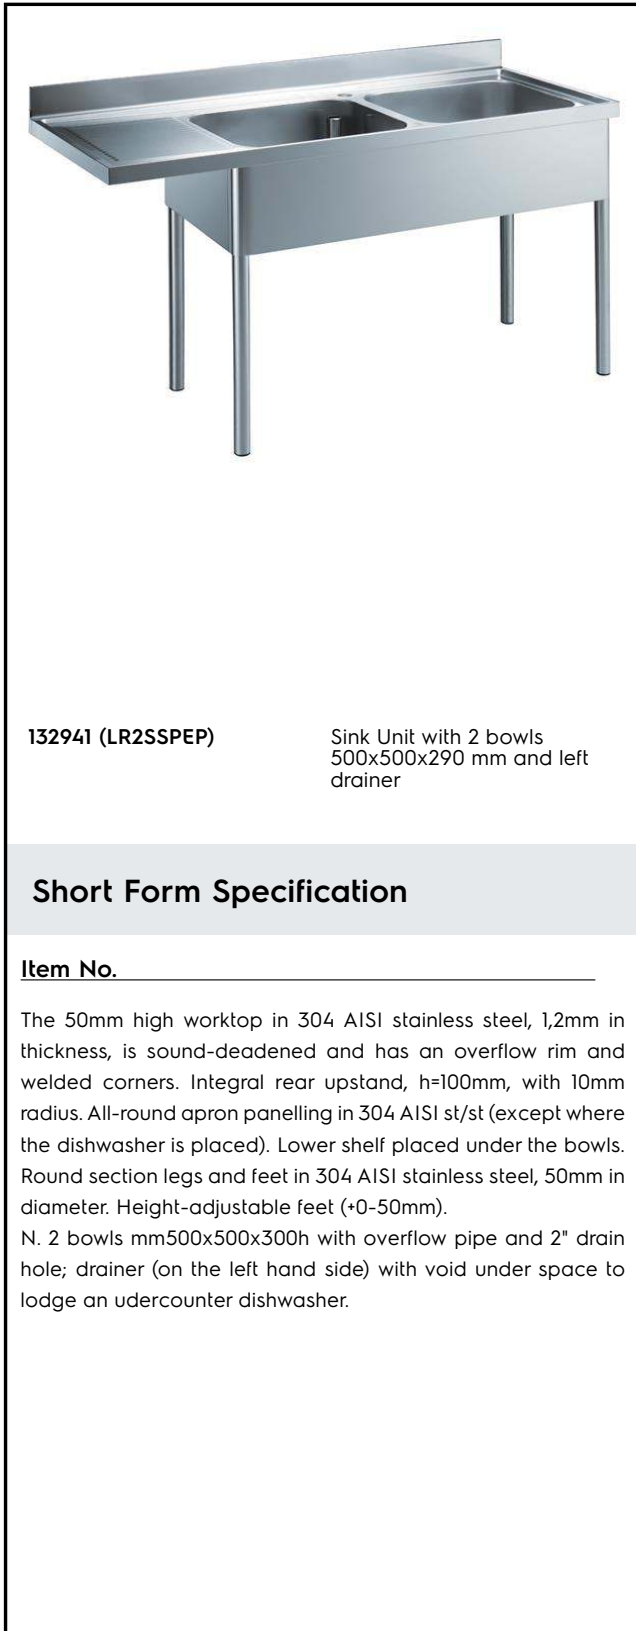 132941 (LR2SSPEP)
Sink Unit with 2 bowls
500x500x290 mm and left
drainer
Short Form Specification
Item No.
The 50mm high worktop in 304 AISI stainless steel, 1,2mm in
thickness, is sound-deadened and has an overflow rim and
welded corners. Integral rear upstand, h=100mm, with 10mm
radius. All-round apron panelling in 304 AISI st/st (except where
the dishwasher is placed). Lower shelf placed under the bowls.
Round section legs and feet in 304 AISI stainless steel, 50mm in
diameter. Height-adjustable feet (+0-50mm).
N. 2 bowls mm500x500x300h with overflow pipe and 2" drain
hole; drainer (on the left hand side) with void under space to
lodge an udercounter dishwasher.